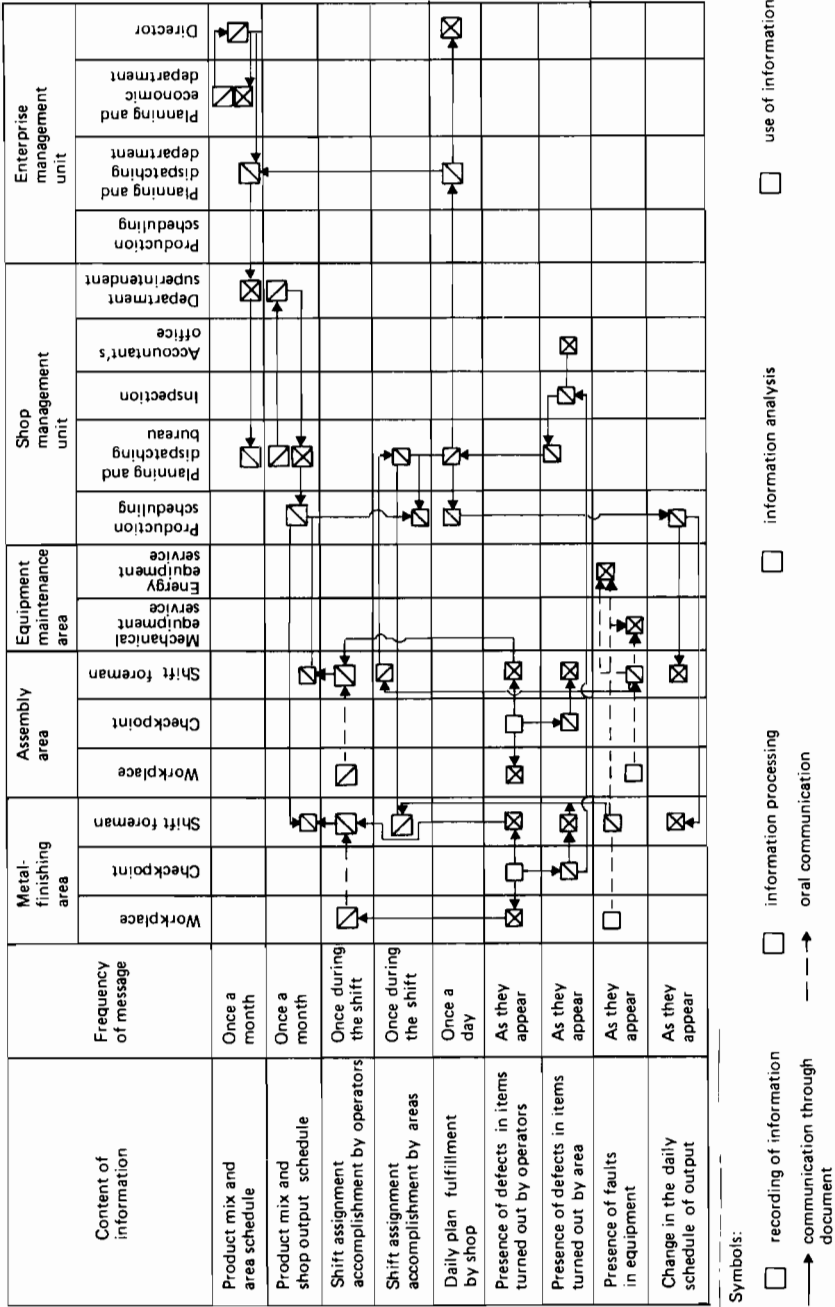 Content of
information
Frequency
of message
Metal-
finishing
area
Assembly
area
Equipment
maintenance
area
Shop
management
unit
Enterprise
management
unit
Workplace
Checkpoint
Shift foreman
Workplace
Checkpoint
Shift foreman
Mechanical
equipment
service
Energy
equipment
service
Production
scheduling
Planning and
dispatching
bureau
Inspection
Accountant's
office
Department
superintendent
Production
scheduling
Planning and
dispatching
department
Planning and
economic
department
Director
Product mix and
area schedule
Once a
month
Product mix and
shop output schedule
Once a
month
Shift assignment
accomplishment by operators
Once during
the shift
Shift assignment
accomplishment by areas
Once during
the shift
Daily plan fulfillment
by shop
Once a
day
Presence of defects in items
turned out by operators
As they
appear
Presence of defects in items
turned out by area
As they
appear
Presence of faults
in equipment
As they
appear
Change in the daily
schedule of output
As they
appear
Symbols:
recording of information
information processing
information analysis
use of information
communication through
document
oral communication